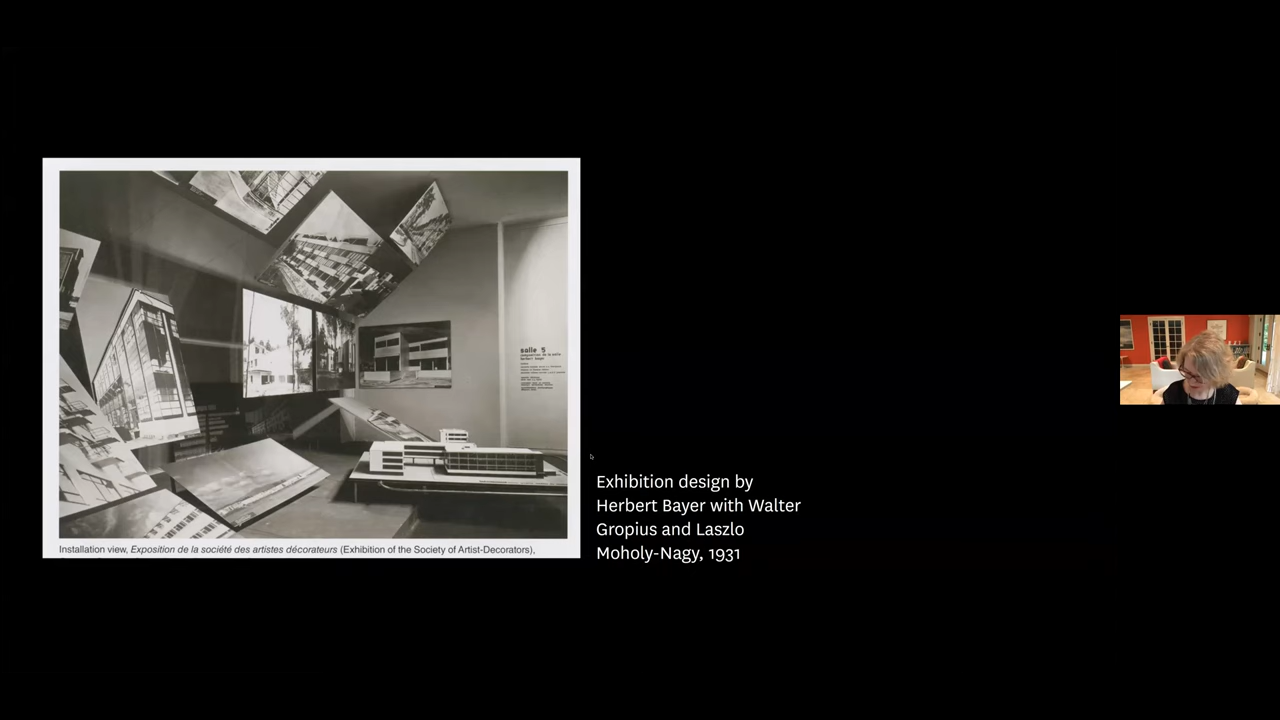 salle 5
Installation view, Exposition de la société des artistes décorateurs (Exhibition of the Society of Artist-Decorators),
Exhibition design by
Herbert Bayer with Walter
Gropius and Laszlo
Moholy-Nagy, 1931